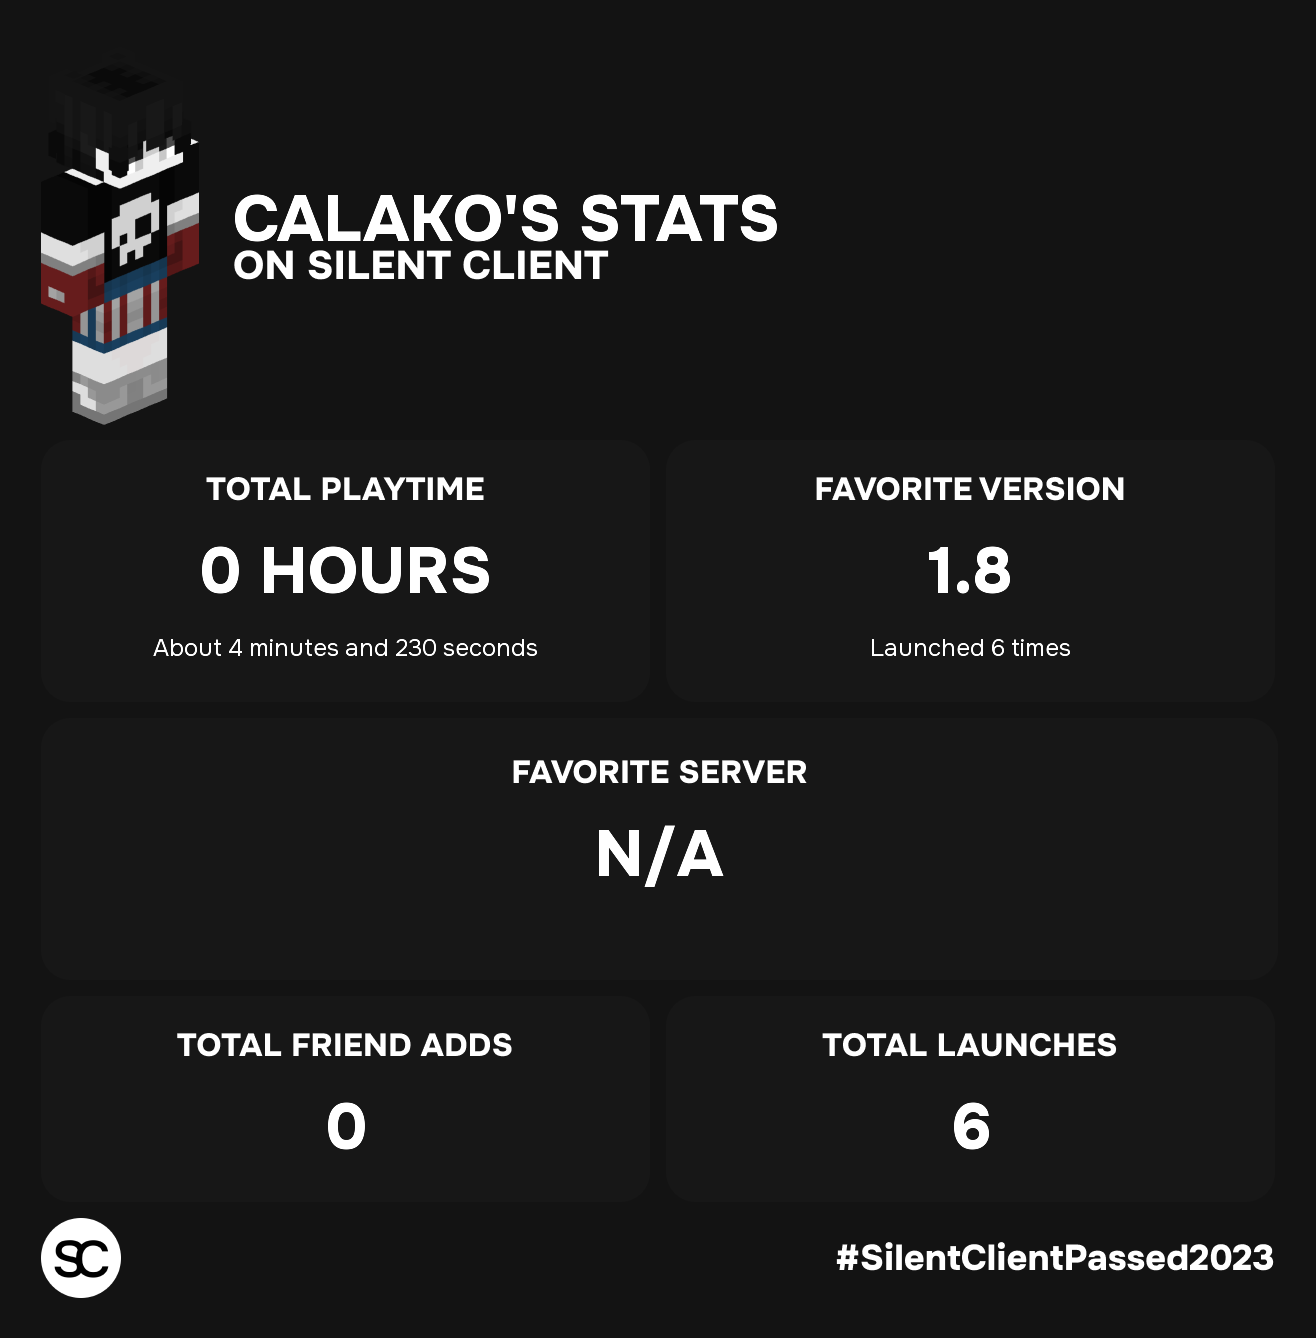 CALAKO'S STATS
ON SILENT CLIENT
TOTAL PLAYTIME
0 HOURS
About 4 minutes and 230 seconds
FAVORITE VERSION
1.8
Launched 6 times
FAVORITE SERVER
N/A
TOTAL FRIEND ADDS
0
TOTAL LAUNCHES
6
SC
#SilentClientPassed2023